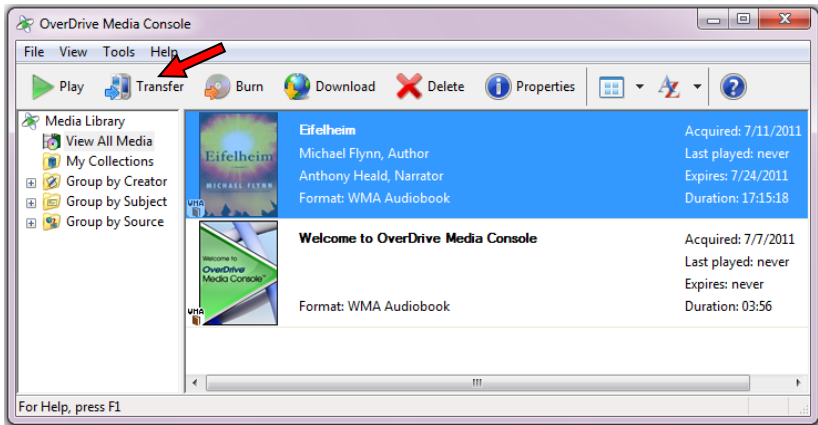 OverDrive Media Console
File View Tools Help
Play Transfer Burn Download Delete Properties
Media Library
View All Media
My Collections
Group by Creator
Group by Subject
Group by Source
Eifelheim
MICHAEL FLYNN
WMA
Eifelheim
Michael Flynn, Author
Anthony Heald, Narrator
Format: WMA Audiobook
Acquired: 7/11/2011
Last played: never
Expires: 7/24/2011
Duration: 17:15:18
Welcome to
OverDrive
Media Console™
WMA
Welcome to OverDrive Media Console
Format: WMA Audiobook
Acquired: 7/7/2011
Last played: never
Expires: never
Duration: 03:56
For Help, press F1